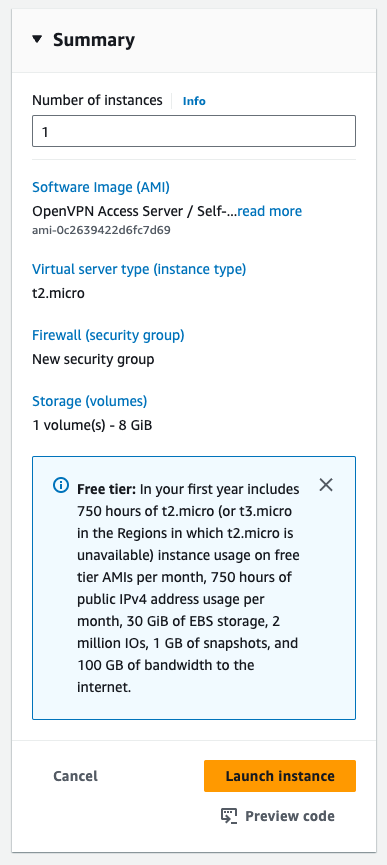 Summary
Number of instances Info
1
Software Image (AMI)
OpenVPN Access Server / Self-...read more
ami-0c2639422d6fc7d69
Virtual server type (instance type)
t2.micro
Firewall (security group)
New security group
Storage (volumes)
1 volume(s) - 8 GiB
Free tier: In your first year includes
750 hours of t2.micro (or t3.micro
in the Regions in which t2.micro is
unavailable) instance usage on free
tier AMIs per month, 750 hours of
public IPv4 address usage per
month, 30 GiB of EBS storage, 2
million IOs, 1 GB of snapshots, and
100 GB of bandwidth to the
internet.
Cancel
Launch instance
Preview code